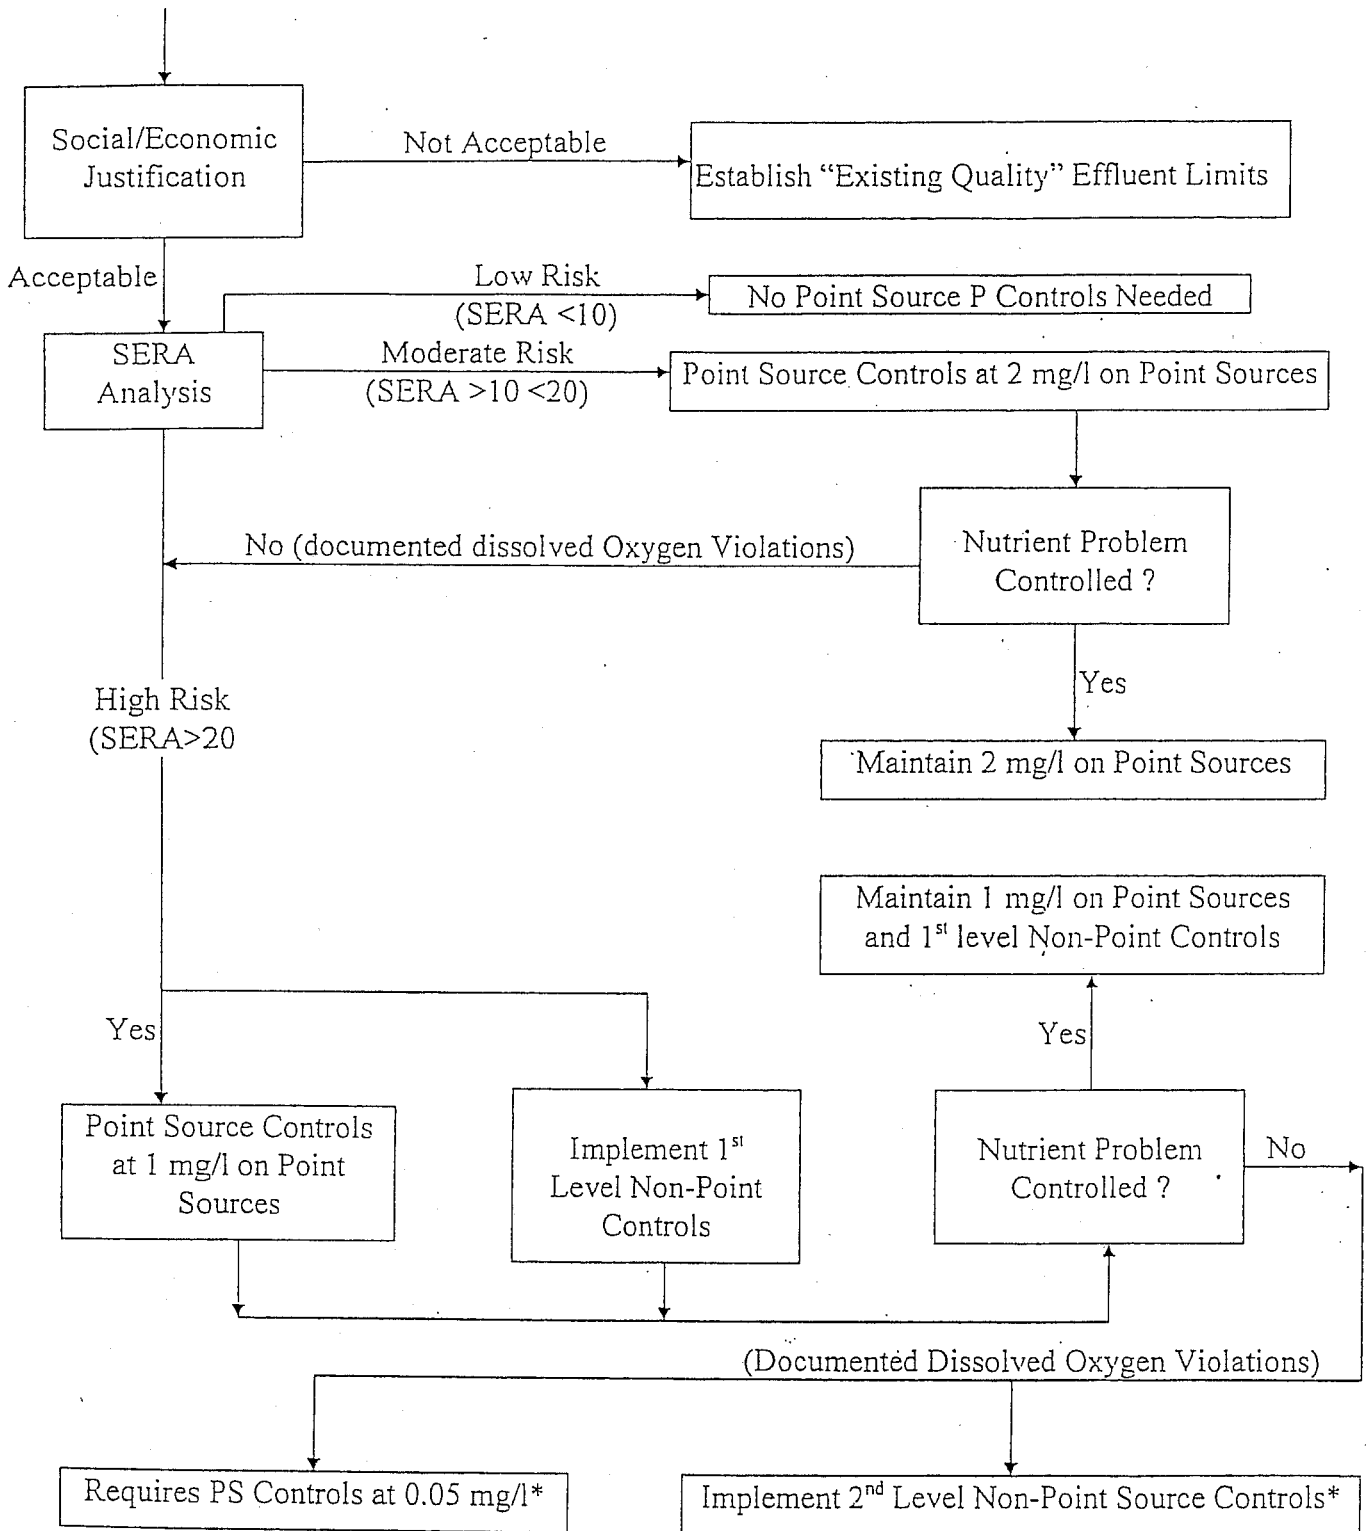 Social/Economic
Justification
Not Acceptable
Establish “Existing Quality” Effluent Limits
Acceptable
Low Risk
(SERA <10)
No Point Source P Controls Needed
SERA
Analysis
Moderate Risk
(SERA >10 <20)
Point Source Controls at 2 mg/l on Point Sources
No (documented dissolved Oxygen Violations)
Nutrient Problem
Controlled ?
Yes
High Risk
(SERA>20
Maintain 2 mg/l on Point Sources
Maintain 1 mg/l on Point Sources
and 1st level Non-Point Controls
Yes
Yes
Point Source Controls
at 1 mg/l on Point
Sources
Implement 1st
Level Non-Point
Controls
Nutrient Problem
Controlled ?
No
(Documented Dissolved Oxygen Violations)
Requires PS Controls at 0.05 mg/l*
Implement 2nd Level Non-Point Source Controls*